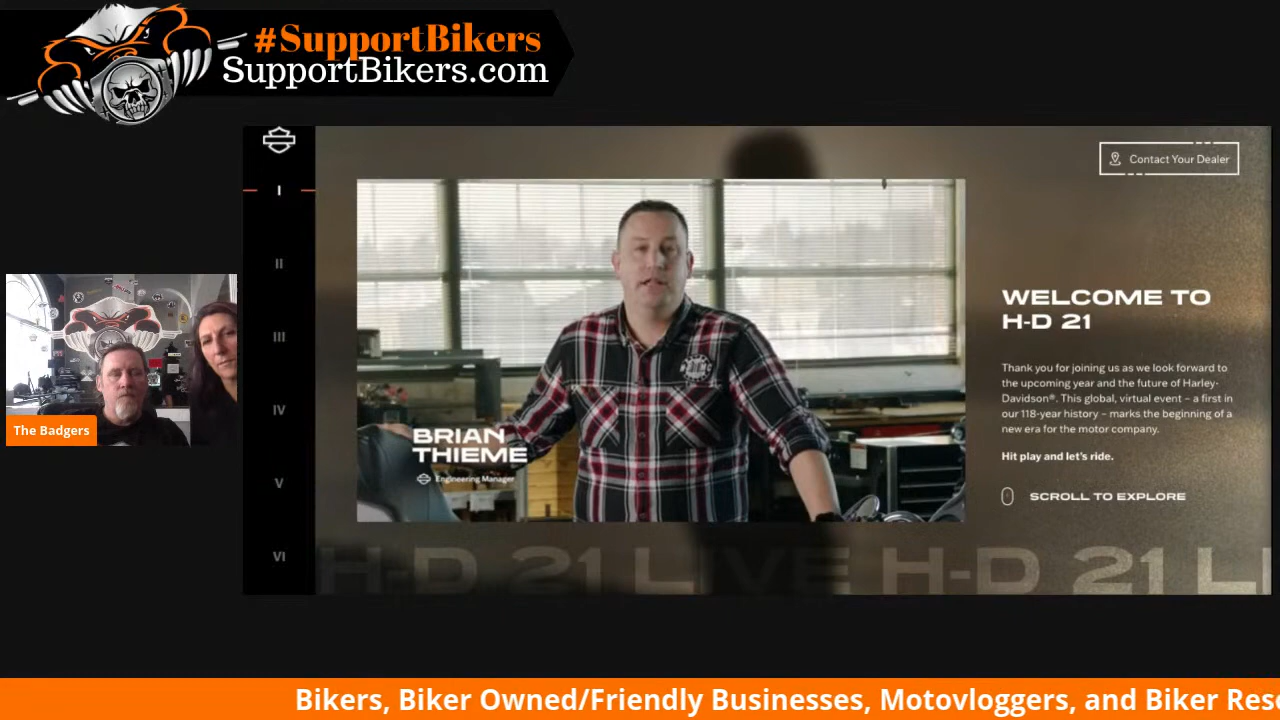 #SupportBikers
SupportBikers.com
Contact Your Dealer
I
II
III
IV
V
VI
BRIAN
THIEME
Engineering Manager
WELCOME TO
H-D 21
Thank you for joining us as we look forward to
the upcoming year and the future of Harley-
Davidson®. This global, virtual event – a first in
our 118-year history – marks the beginning of a
new era for the motor company.
Hit play and let's ride.
SCROLL TO EXPLORE
The Badgers
H-D 21 LIVE H-D 21 LI
Bikers, Biker Owned/Friendly Businesses, Motovloggers, and Biker Reso